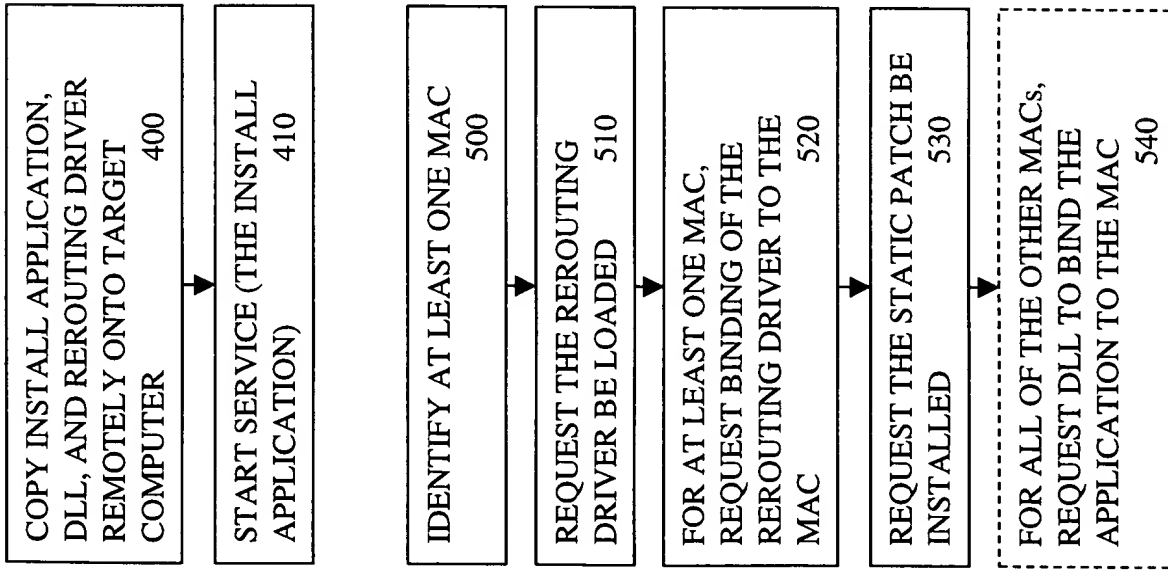 COPY INSTALL APPLICATION,
DLL, AND REROUTING DRIVER
REMOTELY ONTO TARGET
COMPUTER 400
START SERVICE (THE INSTALL
APPLICATION) 410
IDENTIFY AT LEAST ONE MAC
500
REQUEST THE REROUTING
DRIVER BE LOADED 510
FOR AT LEAST ONE MAC,
REQUEST BINDING OF THE
REROUTING DRIVER TO THE
MAC 520
REQUEST THE STATIC PATCH BE
INSTALLED 530
FOR ALL OF THE OTHER MACs,
REQUEST DLL TO BIND THE
APPLICATION TO THE MAC
540